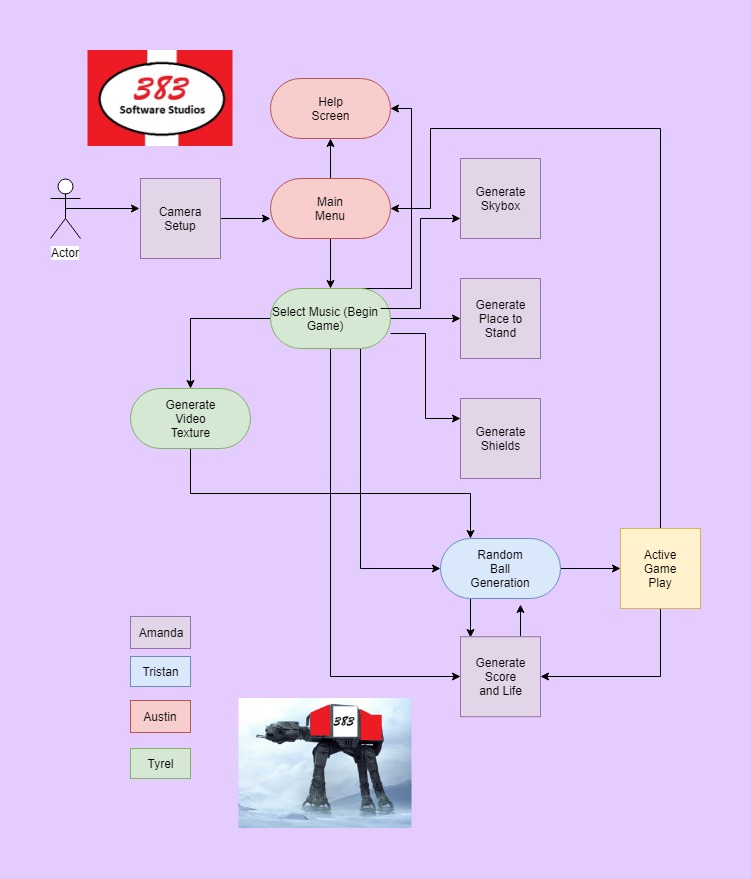 383
Software Studios
Help
Screen
Main
Menu
Generate
Skybox
Camera
Setup
Actor
Select Music (Begin
Game)
Generate
Place to
Stand
Generate
Video
Texture
Generate
Shields
Random
Ball
Generation
Active
Game
Play
Generate
Score
and Life
Amanda
Tristan
Austin
Tyrel
383